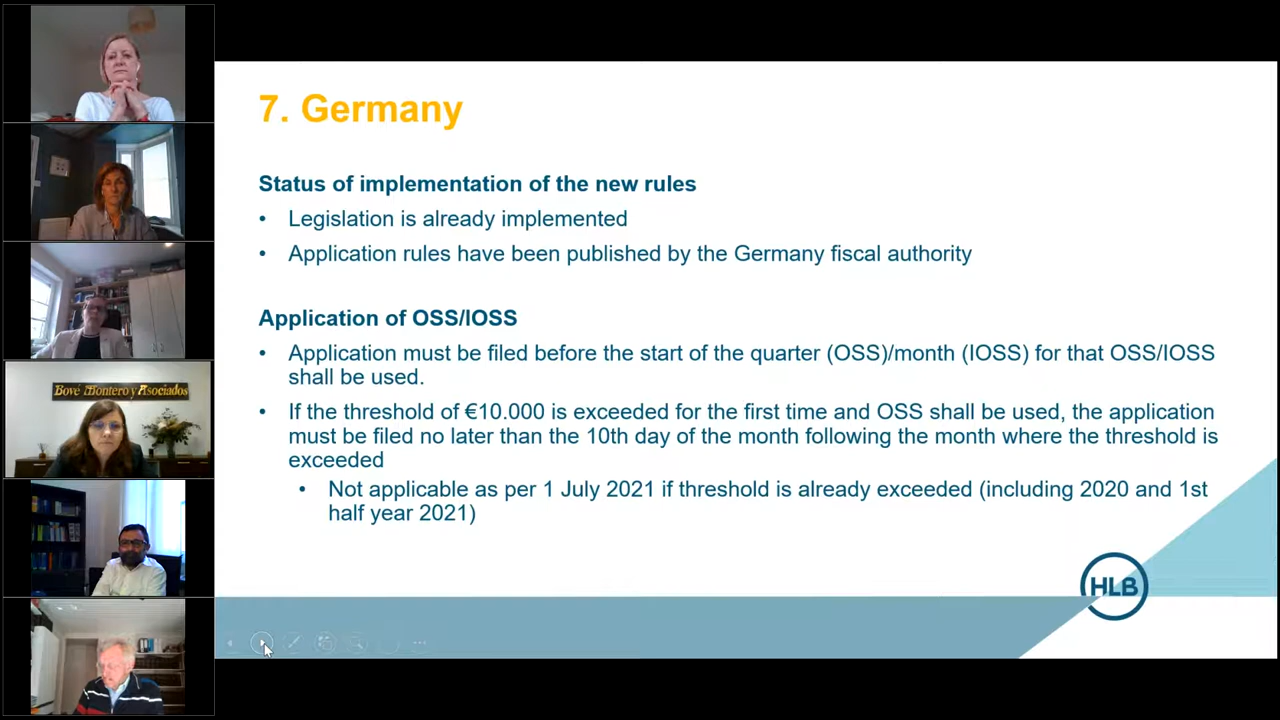 7. Germany
Status of implementation of the new rules
• Legislation is already implemented
• Application rules have been published by the Germany fiscal authority
Application of OSS/IOSS
• Application must be filed before the start of the quarter (OSS)/month (IOSS) for that OSS/IOSS
shall be used.
• If the threshold of €10.000 is exceeded for the first time and OSS shall be used, the application
must be filed no later than the 10th day of the month following the month where the threshold is
exceeded
• Not applicable as per 1 July 2021 if threshold is already exceeded (including 2020 and 1st
half year 2021)
HLB
Bové Montero y Asociados